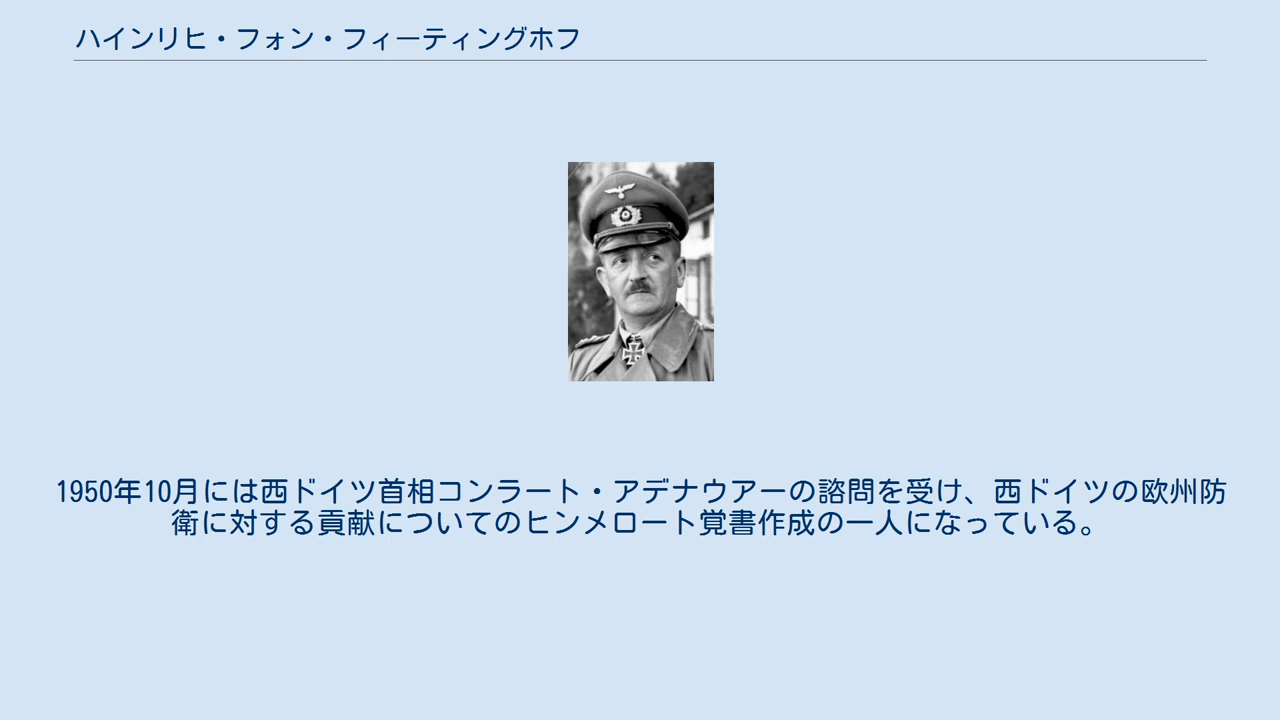 ハインリヒ・フォン・フィーティングホフ
1950年10月には西ドイツ首相コンラート・アデナウアーの諮問を受け、西ドイツの欧州防
衛に対する貢献についてのヒンメロート覚書作成の一人になっている。